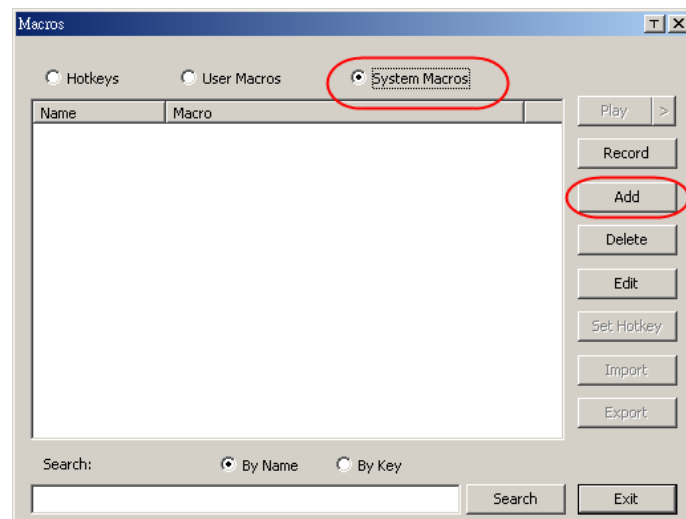 Macros
Hotkeys User Macros System Macros
Name Macro
Play >
Record
Add
Delete
Edit
Set Hotkey
Import
Export
Search: By Name By Key
Search Exit